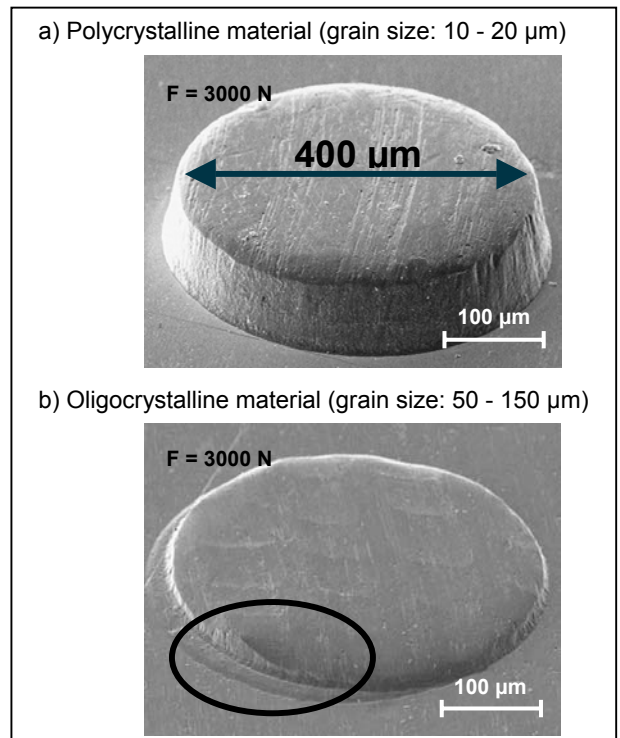 a) Polycrystalline material (grain size: 10 - 20 µm)
F = 3000 N
400 µm
100 µm
b) Oligocrystalline material (grain size: 50 - 150 µm)
F = 3000 N
100 µm